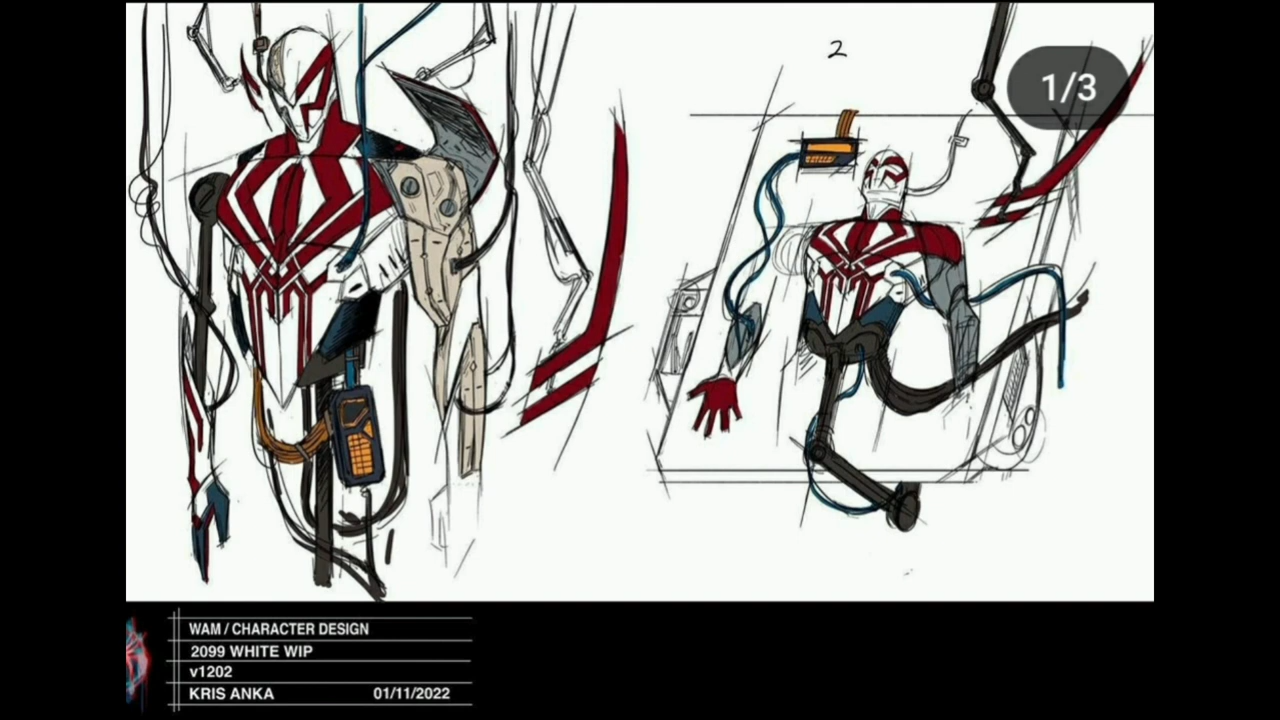 2
1/3
WAM / CHARACTER DESIGN
2099 WHITE WIP
v1202
KRIS ANKA 01/11/2022